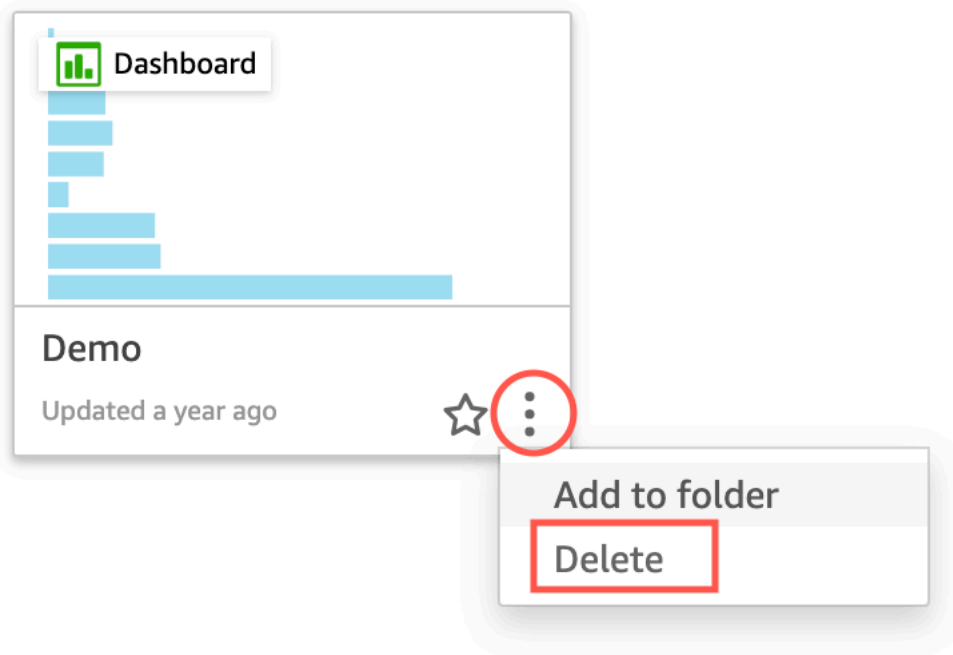 Dashboard
Demo
Updated a year ago
Add to folder
Delete